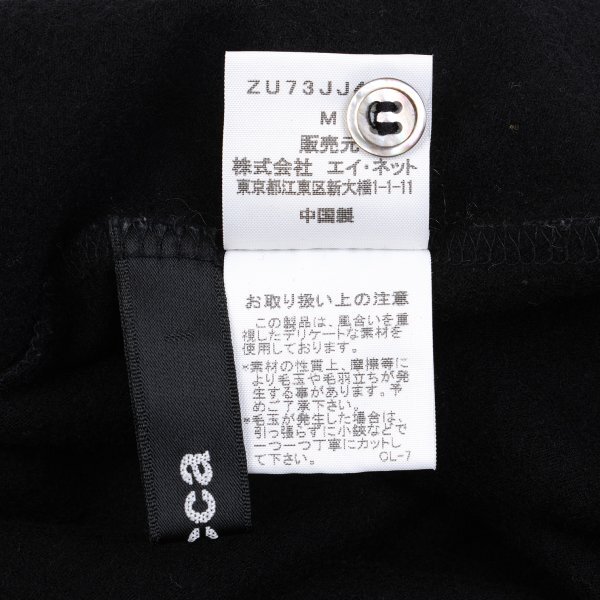 ZU73JJ
M
販売元
株式会社 エイ・ネット
東京都江東区新大橋1-1-11
中国製
お取り扱い上の注意
この製品は、風合いを重
視したデリケートな素材を
使用しております。
*素材の性質上、摩擦等に
より毛玉や毛羽立ちが発
生する事があります。予
めご了承下さい。
*毛玉が発生した場合は、
引っ張らずに小鋏などで
一つ一つ丁寧にカットし
て下さい。
CL-7
ca